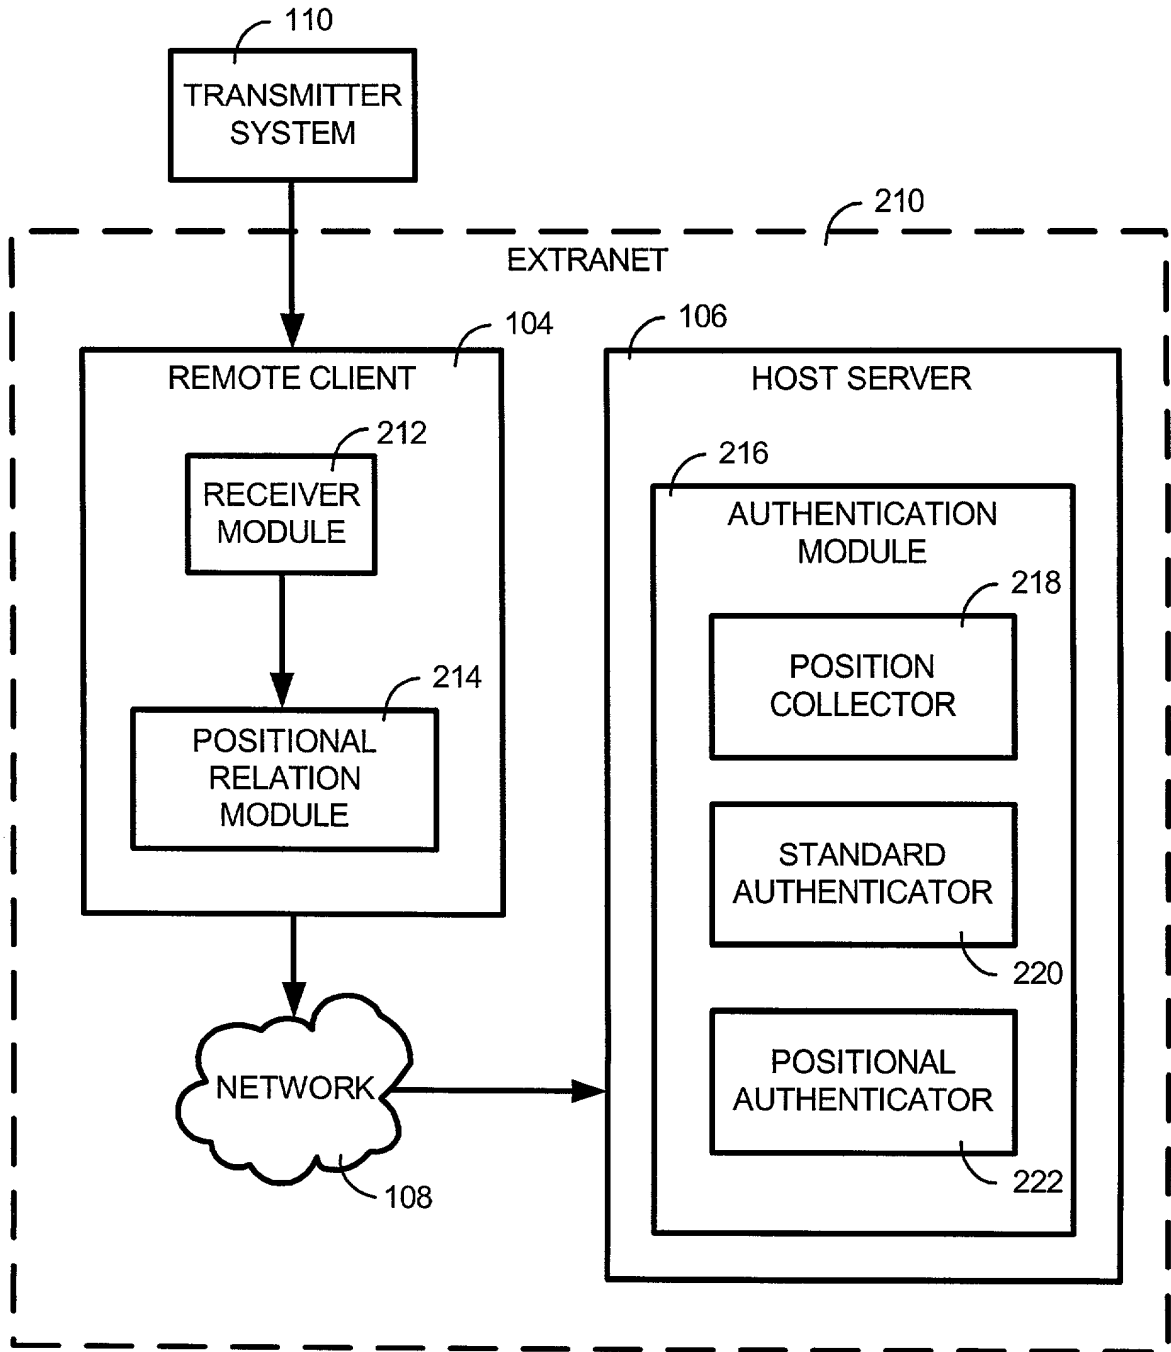 110
TRANSMITTER
SYSTEM
210
EXTRANET
104
REMOTE CLIENT
212
RECEIVER
MODULE
214
POSITIONAL
RELATION
MODULE
NETWORK
108
106
HOST SERVER
216
AUTHENTICATION
MODULE
218
POSITION
COLLECTOR
STANDARD
AUTHENTICATOR
220
POSITIONAL
AUTHENTICATOR
222